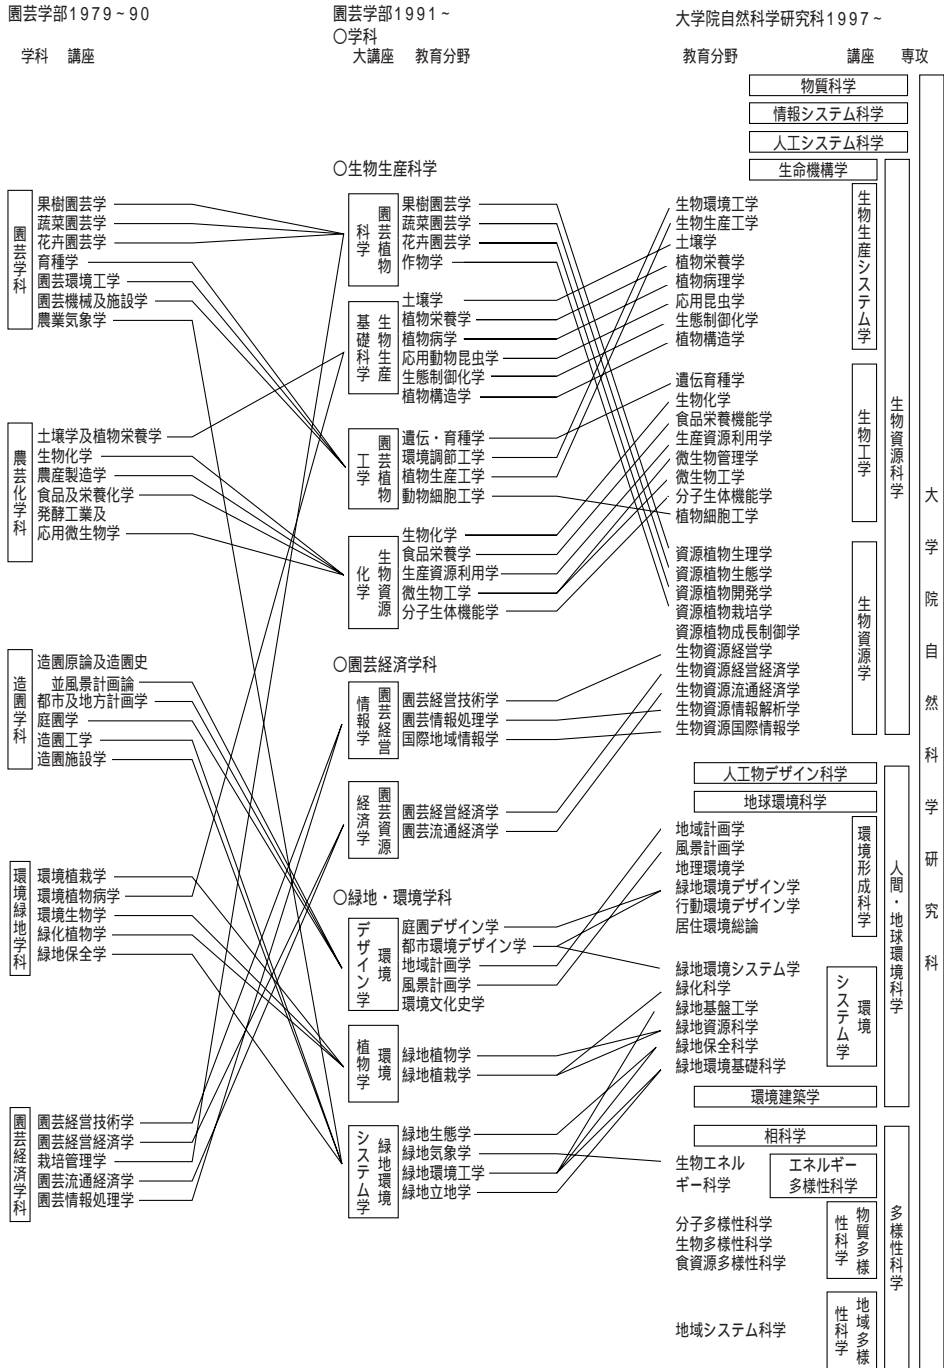 園芸学部1979~90
学科 講座
園芸学科
果樹園芸学
蔬菜園芸学
花卉園芸学
育種学
園芸環境工学
園芸機械及施設学
農業気象学
農芸化学科
土壌学及植物栄養学
生物化学
農産製造学
食品及栄養化学
発酵工業及
応用微生物学
造園学科
造園原論及造園史
並風景計画論
都市及地方計画学
庭園学
造園工学
造園施設学
環境緑地学科
環境植栽学
環境植物病学
環境生物学
緑化植物学
緑地保全学
園芸経済学科
園芸経営技術学
園芸経営経済学
栽培管理学
園芸流通経済学
園芸情報処理学
園芸学部1991~
○学科
大講座 教育分野
○生物生産科学
園芸植物
科学
果樹園芸学
蔬菜園芸学
花卉園芸学
作物学
生物生産
基礎科学
土壌学
植物栄養学
植物病学
応用動物昆虫学
生態制御化学
植物構造学
園芸植物
工学
遺伝・育種学
環境調節工学
植物生産工学
動物細胞工学
生物資源
化学
生物化学
食品栄養学
生産資源利用学
微生物工学
分子生体機能学
○園芸経済学科
園芸経営
情報学
園芸経営技術学
園芸情報処理学
国際地域情報学
園芸資源
経済学
園芸経営経済学
園芸流通経済学
○緑地・環境学科
環境
デザイン学
庭園デザイン学
都市環境デザイン学
地域計画学
風景計画学
環境文化史学
環境
植物学
緑地植物学
緑地植栽学
緑地環境
システム学
緑地生態学
緑地気象学
緑地環境工学
緑地立地学
大学院自然科学研究科1997~
教育分野 講座 専攻
物質科学
情報システム科学
人工システム科学
生命機構学
生物環境工学
生物生産工学
土壌学
植物栄養学
植物病理学
応用昆虫学
生態制御化学
植物構造学
生物生産システム学
遺伝育種学
生物化学
食品栄養機能学
生産資源利用学
微生物管理学
微生物工学
分子生体機能学
植物細胞工学
生物工学
資源植物生理学
資源植物生態学
資源植物開発学
資源植物栽培学
資源植物成長制御学
生物資源経営学
生物資源経営経済学
生物資源流通経済学
生物資源情報解析学
生物資源国際情報学
生物資源学
生物資源科学
人工物デザイン科学
地球環境科学
地域計画学
風景計画学
地理環境学
緑地環境デザイン学
行動環境デザイン学
居住環境総論
環境形成科学
緑地環境システム学
緑化科学
緑地基盤工学
緑地資源科学
緑地保全科学
緑地環境基礎科学
環境
システム学
環境建築学
人間・地球環境科学
相科学
生物エネル
ギー科学
エネルギー
多様性科学
分子多様性科学
生物多様性科学
食資源多様性科学
物質多様
性科学
地域システム科学
地域多様
性科学
多様性科学
大学院自然科学研究科